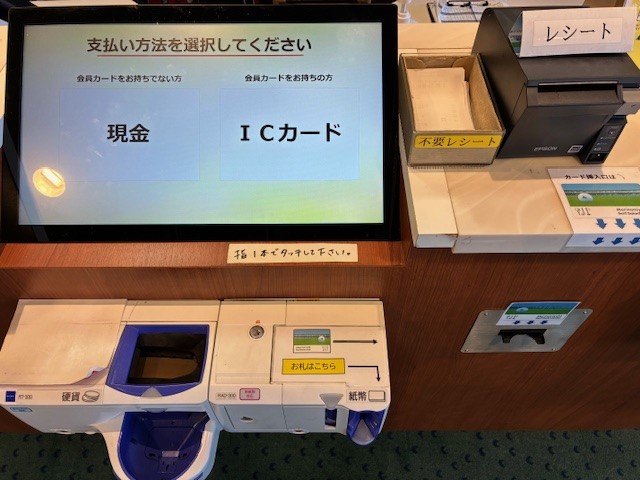 支払い方法を選択してください
会員カードをお持ちでない方
会員カードをお持ちの方
現金
ICカード
指1本でタッチして下さい。
レシート
不要レシート
EPSON
カード挿入口は
硬貨
RT-300
RAD-300
お札はこちら
紙幣